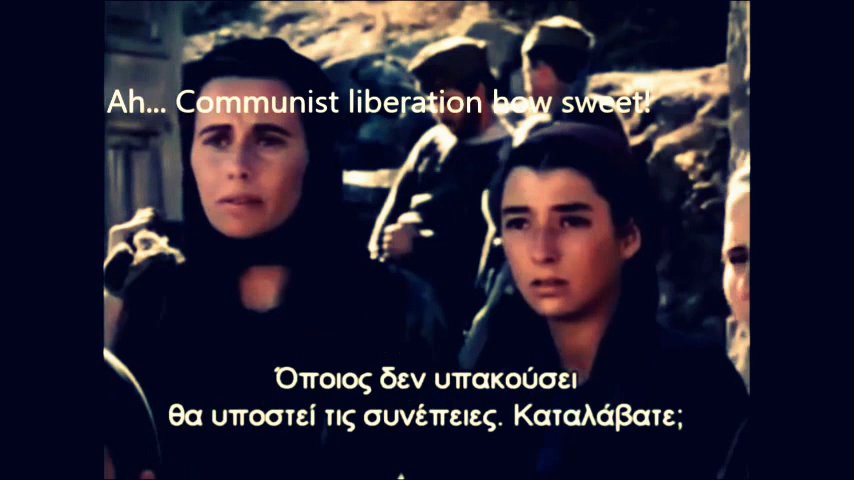 Ah... Communist liberation how sweet!
Όποιος δεν υπακούσει
θα υποστεί τις συνέπειες. Καταλάβατε;